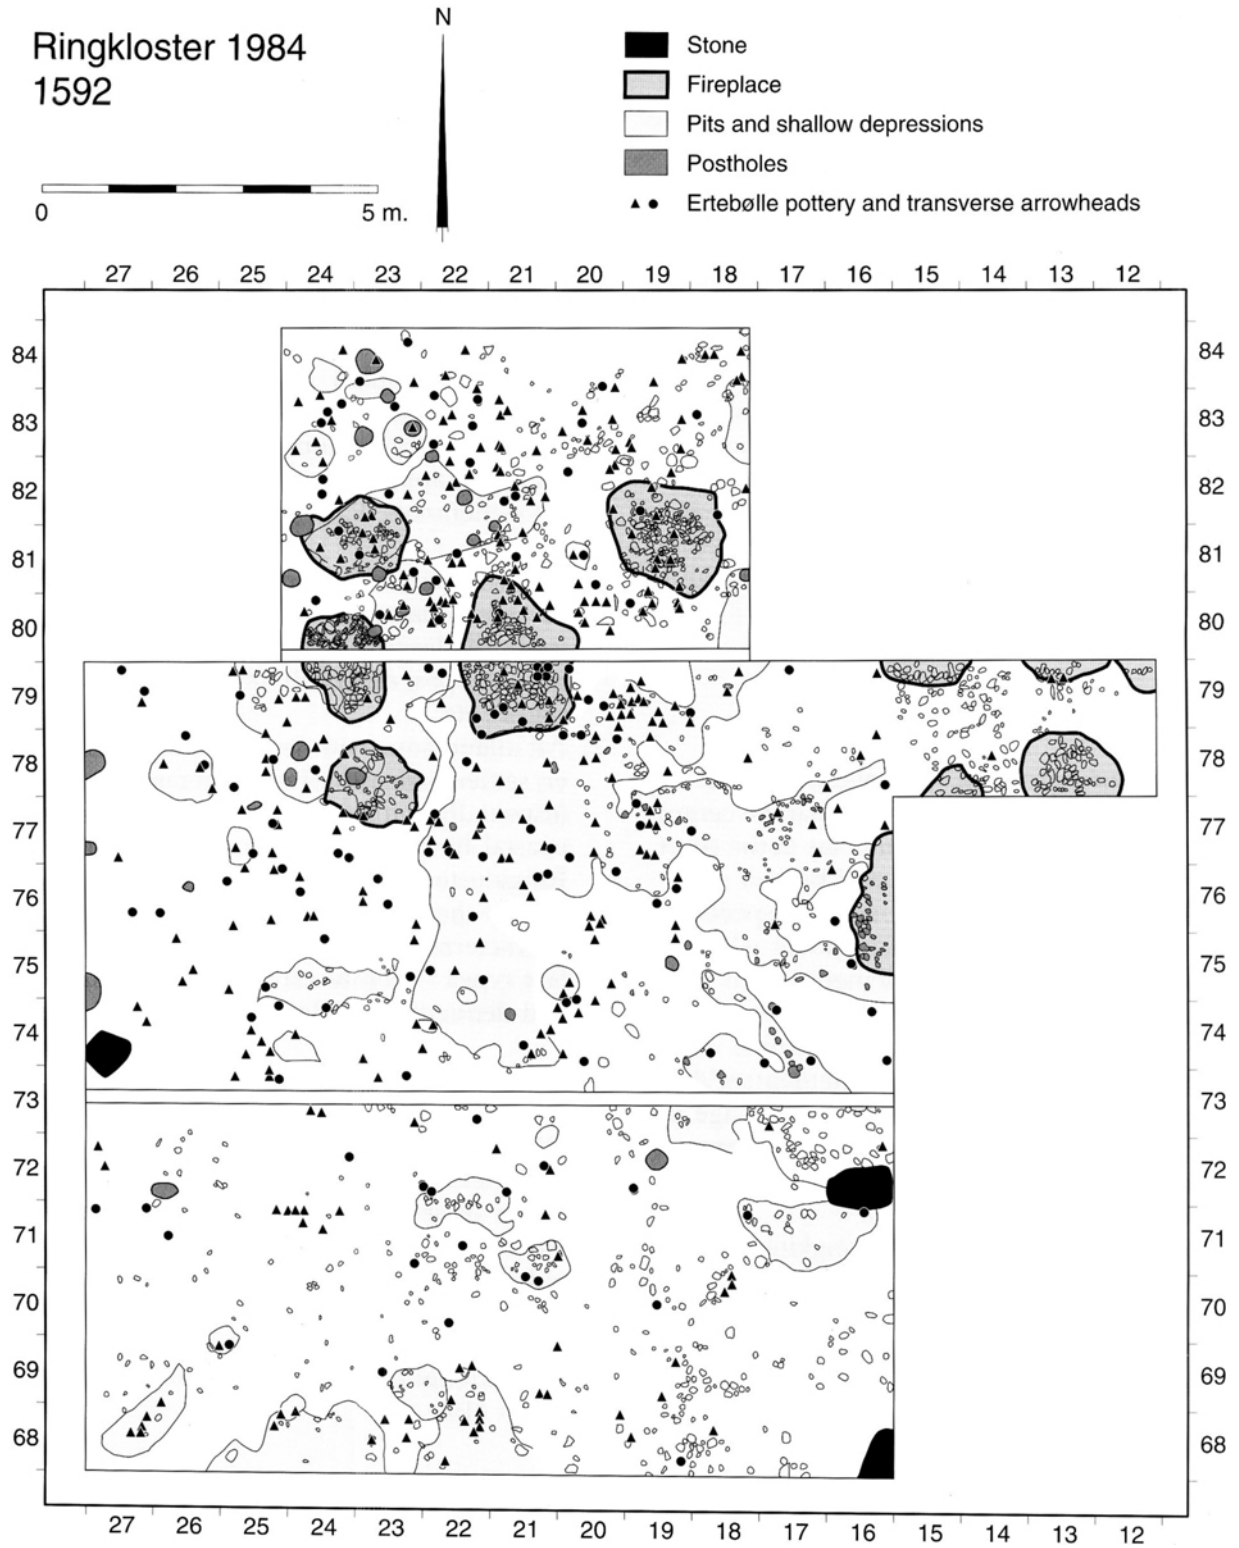 Ringkloster 1984
1592
N
0 5 m.
Stone
Fireplace
Pits and shallow depressions
Postholes
Ertebølle pottery and transverse arrowheads
27 26 25 24 23 22 21 20 19 18 17 16 15 14 13 12
84 84
83 83
82 82
81 81
80 80
79 79
78 78
77 77
76 76
75 75
74 74
73 73
72 72
71 71
70 70
69 69
68 68
27 26 25 24 23 22 21 20 19 18 17 16 15 14 13 12